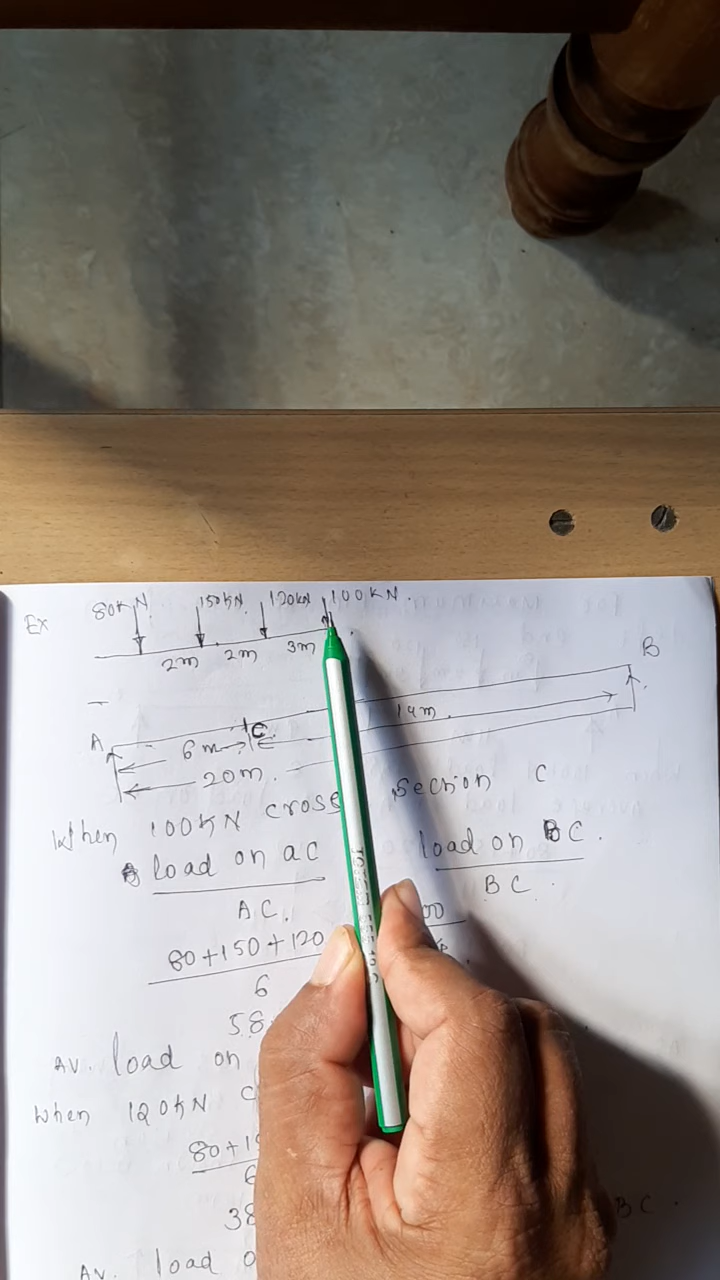 Ex 80KN 150KN. 120KN 100KN.
2m 2m 3m
A 6m C 14m. B
20m.
When 100KN cross section C
load on ac load on BC.
AC. BC
80+150+120
6
58.
Av. load on
When 120KN C
80+1
6
38 BC.
Av. load o